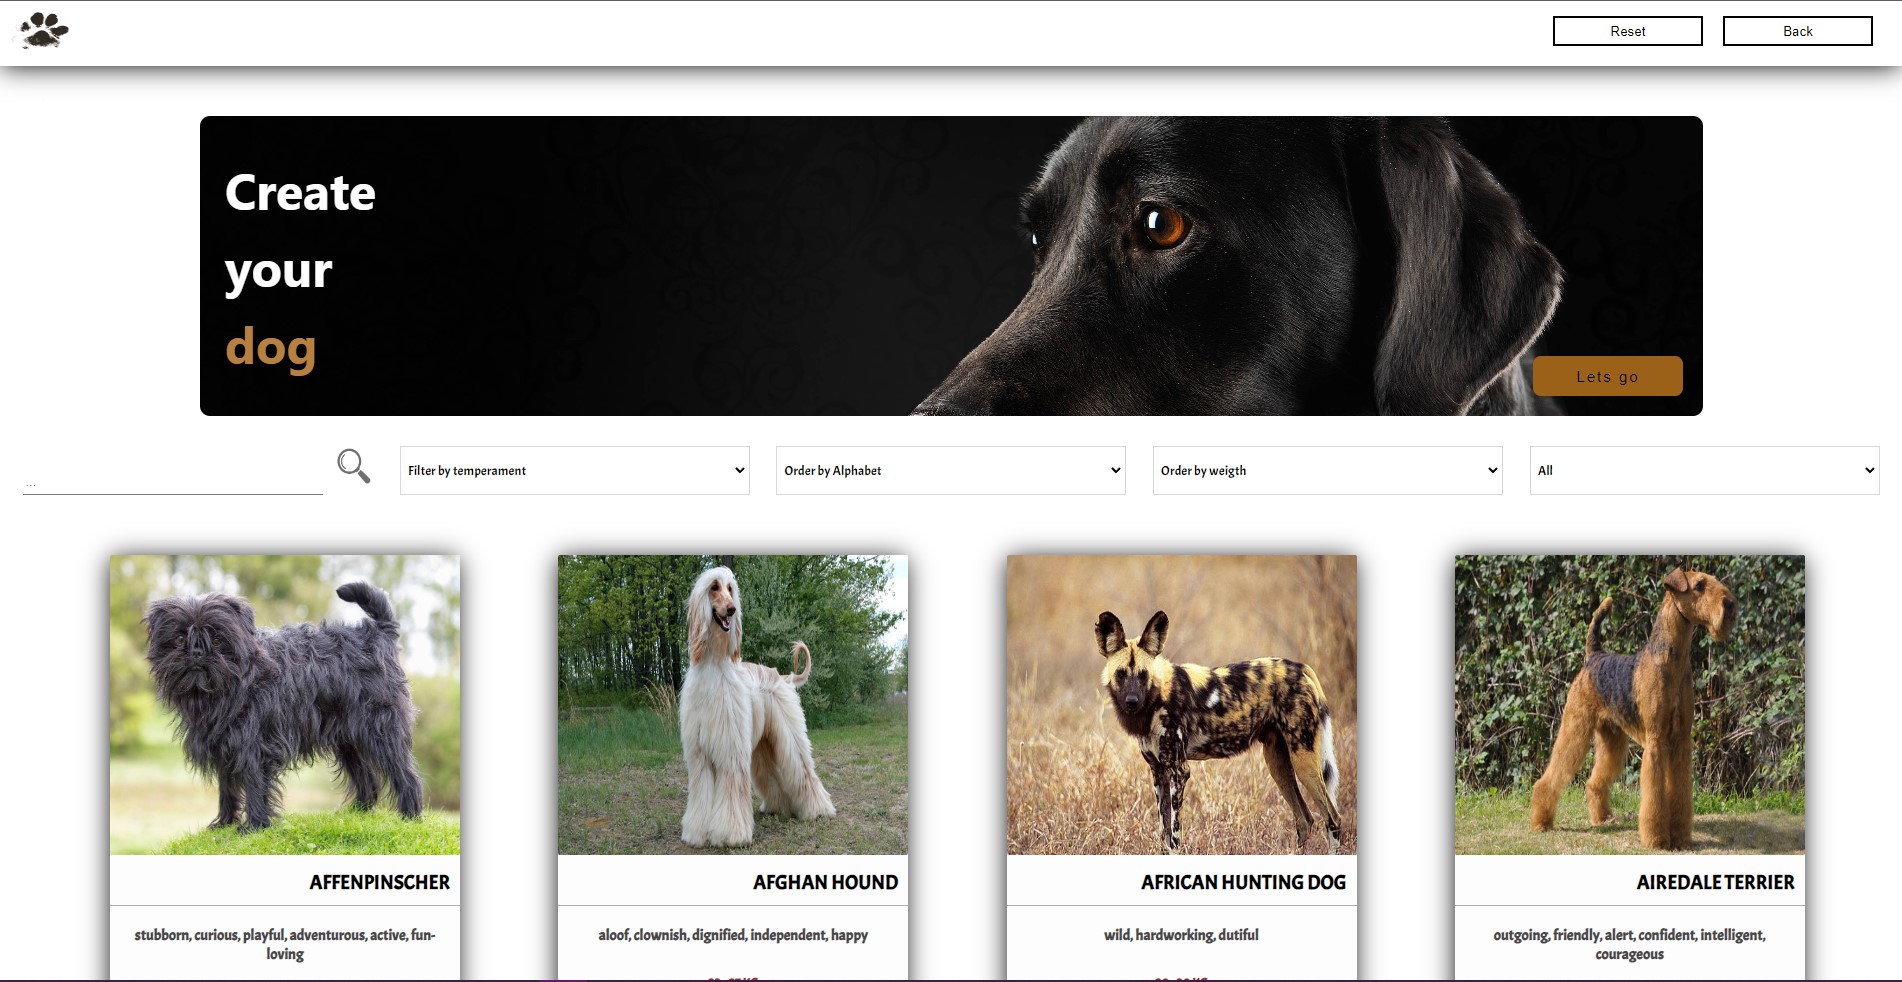 Reset
Back
Create
your
dog
Lets go
...
Filter by temperament
Order by Alphabet
Order by weigth
All
AFFENPINSCHER
AFGHAN HOUND
AFRICAN HUNTING DOG
AIREDALE TERRIER
stubborn, curious, playful, adventurous, active, fun-
loving
aloof, clownish, dignified, independent, happy
wild, hardworking, dutiful
outgoing, friendly, alert, confident, intelligent,
courageous